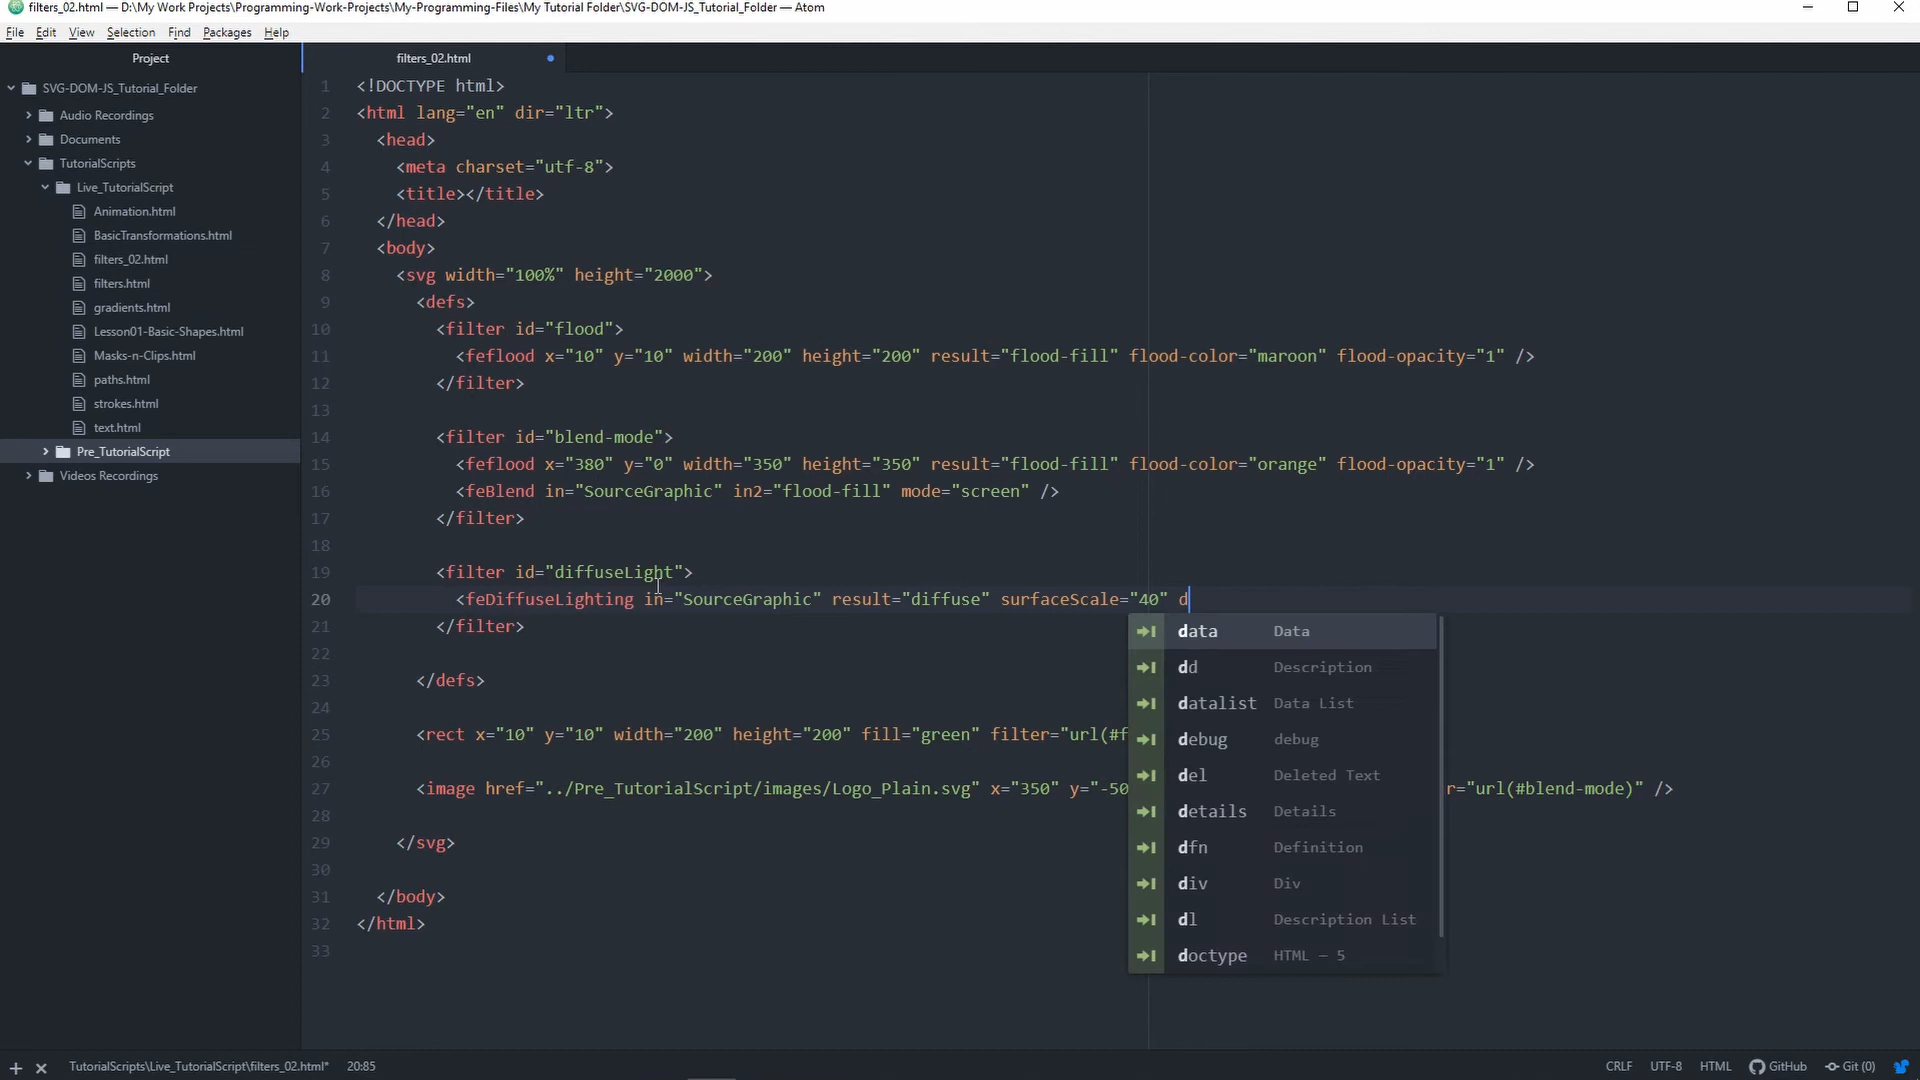 filters_02.html — D:\My Work Projects\Programming-Work-Projects\My-Programming-Files\My Tutorial Folder\SVG-DOM-JS_Tutorial_Folder — Atom
File Edit View Selection Find Packages Help
Project
SVG-DOM-JS_Tutorial_Folder
Audio Recordings
Documents
TutorialScripts
Live_TutorialScript
Animation.html
BasicTransformations.html
filters_02.html
filters.html
gradients.html
Lesson01-Basic-Shapes.html
Masks-n-Clips.html
paths.html
strokes.html
text.html
Pre_TutorialScript
Videos Recordings
filters_02.html
1 <!DOCTYPE html>
2 <html lang="en" dir="ltr">
3 <head>
4 <meta charset="utf-8">
5 <title></title>
6 </head>
7 <body>
8 <svg width="100%" height="2000">
9 <defs>
10 <filter id="flood">
11 <feflood x="10" y="10" width="200" height="200" result="flood-fill" flood-color="maroon" flood-opacity="1" />
12 </filter>
13
14 <filter id="blend-mode">
15 <feflood x="380" y="0" width="350" height="350" result="flood-fill" flood-color="orange" flood-opacity="1" />
16 <feBlend in="SourceGraphic" in2="flood-fill" mode="screen" />
17 </filter>
18
19 <filter id="diffuseLight">
20 <feDiffuseLighting in="SourceGraphic" result="diffuse" surfaceScale="40" d
21 </filter>
22
23 </defs>
24
25 <rect x="10" y="10" width="200" height="200" fill="green" filter="url(#f
26
27 <image href="../Pre_TutorialScript/images/Logo_Plain.svg" x="350" y="-50 r="url(#blend-mode)" />
28
29 </svg>
30
31 </body>
32 </html>
33
data Data
dd Description
datalist Data List
debug debug
del Deleted Text
details Details
dfn Definition
div Div
dl Description List
doctype HTML – 5
TutorialScripts\Live_TutorialScript\filters_02.html* 20:85 CRLF UTF-8 HTML GitHub Git (0)